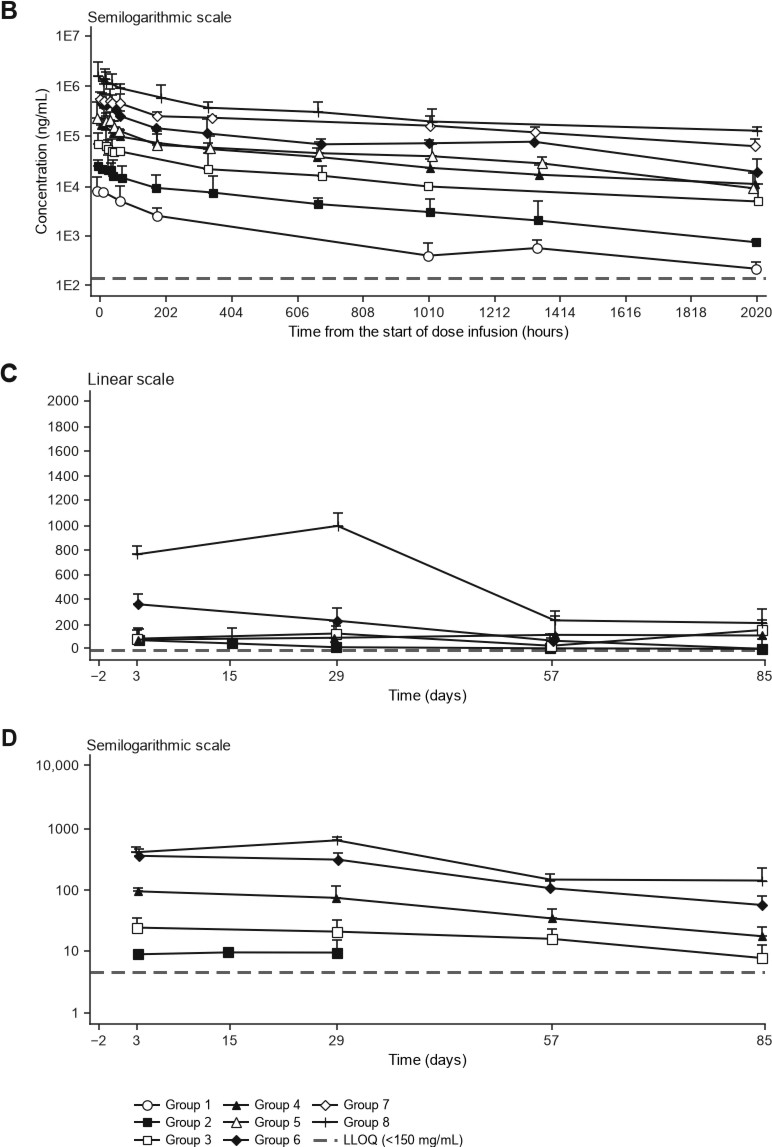 B
Semilogarithmic scale
1E7
1E6
1E5
1E4
1E3
1E2
Concentration (ng/mL)
0 202 404 606 808 1010 1212 1414 1616 1818 2020
Time from the start of dose infusion (hours)
C
Linear scale
2000
1800
1600
1400
1200
1000
800
600
400
200
0
−2 3 15 29 57 85
Time (days)
D
Semilogarithmic scale
10,000
1000
100
10
1
−2 3 15 29 57 85
Time (days)
Group 1 Group 4 Group 7
Group 2 Group 5 Group 8
Group 3 Group 6 LLOQ (<150 mg/mL)